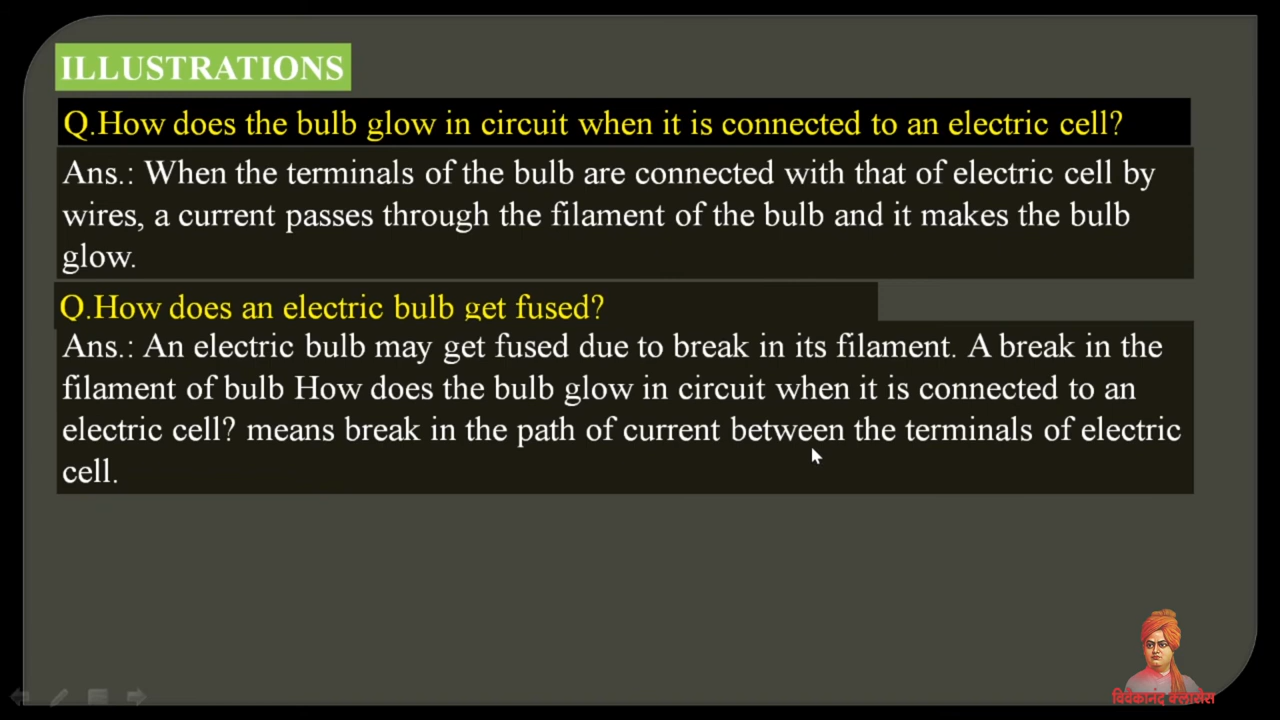 ILLUSTRATIONS
Q.How does the bulb glow in circuit when it is connected to an electric cell?
Ans.: When the terminals of the bulb are connected with that of electric cell by
wires, a current passes through the filament of the bulb and it makes the bulb
glow.
Q.How does an electric bulb get fused?
Ans.: An electric bulb may get fused due to break in its filament. A break in the
filament of bulb How does the bulb glow in circuit when it is connected to an
electric cell? means break in the path of current between the terminals of electric
cell.
विवेकानंद क्लासेस